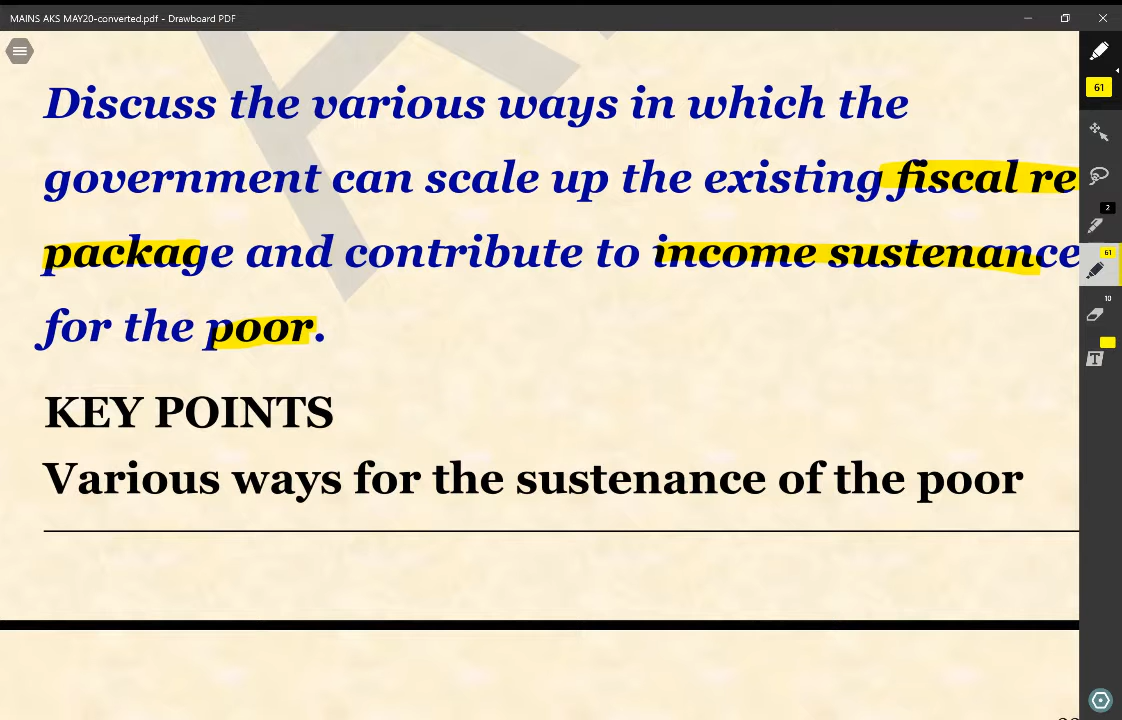 MAINS AKS MAY20-converted.pdf - Drawboard PDF
61
Discuss the various ways in which the
government can scale up the existing fiscal re
package and contribute to income sustenance
for the poor.
KEY POINTS
Various ways for the sustenance of the poor
2
61
10
T